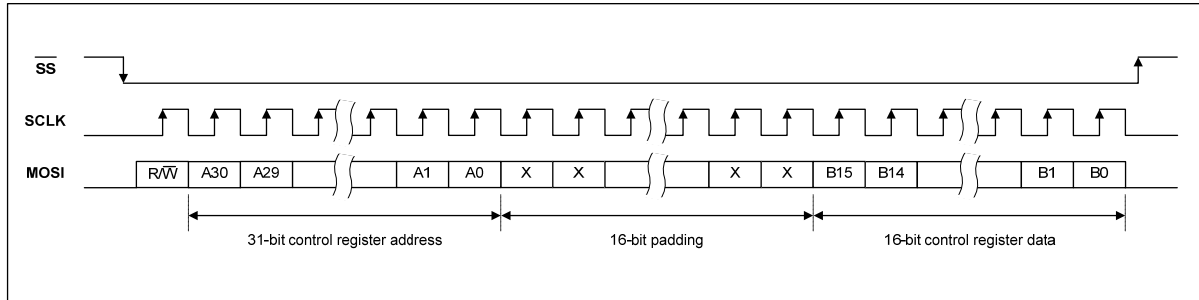 S̅S̅
SCLK
MOSI R/W̅ A30 A29 A1 A0 X X X X B15 B14 B1 B0
31-bit control register address 16-bit padding 16-bit control register data